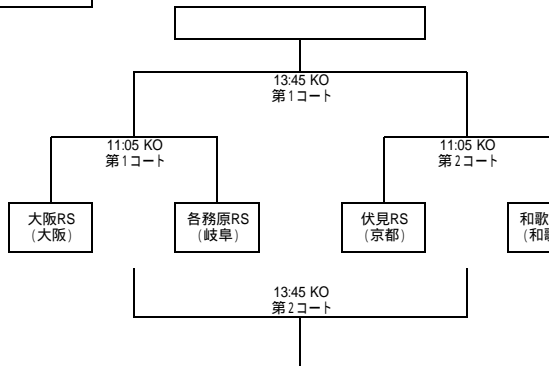 13:45 KO
第1コート
11:05 KO
第1コート
11:05 KO
第2コート
大阪RS
(大阪)
各務原RS
(岐阜)
伏見RS
(京都)
和歌
(和歌
13:45 KO
第2コート